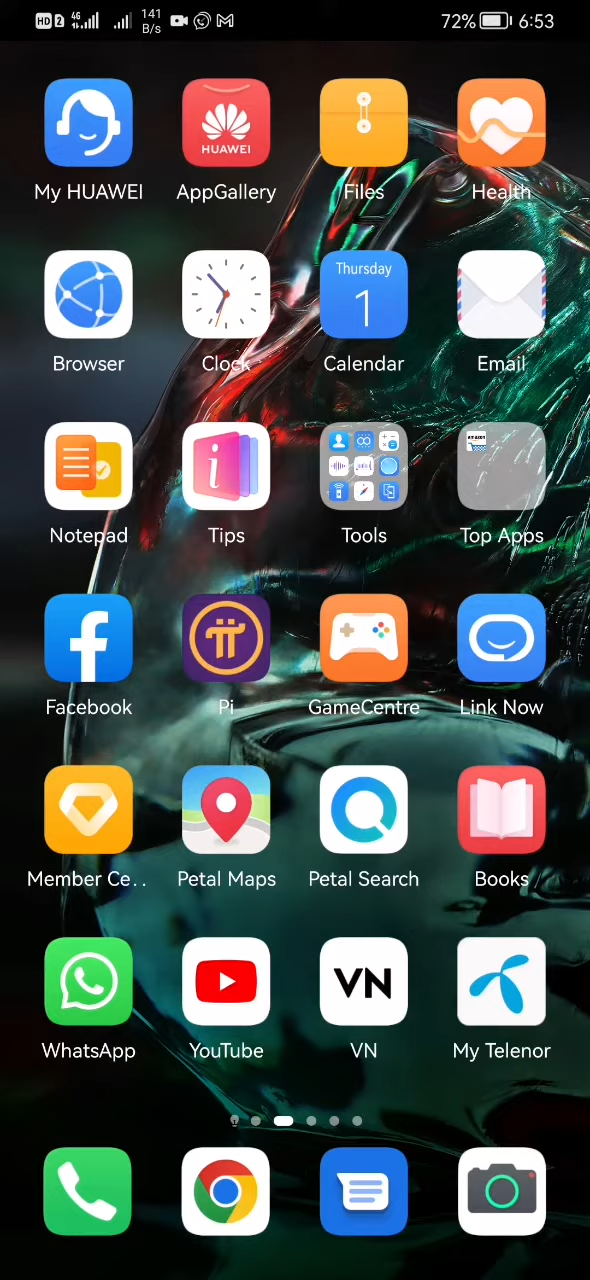 HD 2 4G 141 B/s 72% 6:53
HUAWEI
My HUAWEI AppGallery Files Health
Thursday
1
Browser Clock Calendar Email
amazon
Notepad Tips Tools Top Apps
Facebook Pi GameCentre Link Now
Member Ce.. Petal Maps Petal Search Books
VN
WhatsApp YouTube VN My Telenor